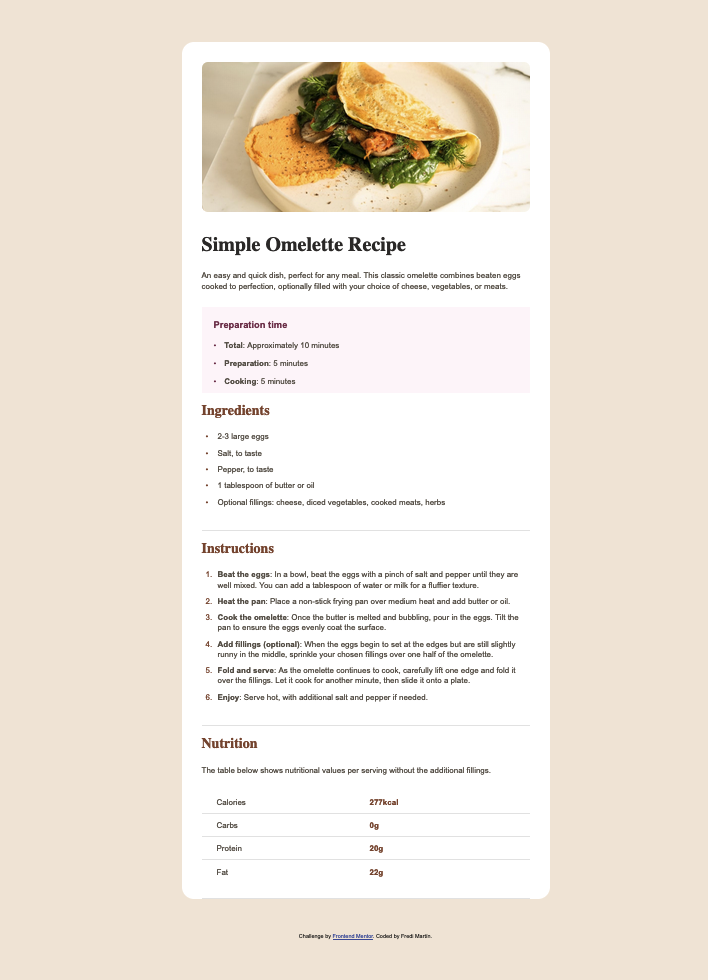 Simple Omelette Recipe
An easy and quick dish, perfect for any meal. This classic omelette combines beaten eggs
cooked to perfection, optionally filled with your choice of cheese, vegetables, or meats.
Preparation time
• Total: Approximately 10 minutes
• Preparation: 5 minutes
• Cooking: 5 minutes
Ingredients
• 2-3 large eggs
• Salt, to taste
• Pepper, to taste
• 1 tablespoon of butter or oil
• Optional fillings: cheese, diced vegetables, cooked meats, herbs
Instructions
1. Beat the eggs: In a bowl, beat the eggs with a pinch of salt and pepper until they are
well mixed. You can add a tablespoon of water or milk for a fluffier texture.
2. Heat the pan: Place a non-stick frying pan over medium heat and add butter or oil.
3. Cook the omelette: Once the butter is melted and bubbling, pour in the eggs. Tilt the
pan to ensure the eggs evenly coat the surface.
4. Add fillings (optional): When the eggs begin to set at the edges but are still slightly
runny in the middle, sprinkle your chosen fillings over one half of the omelette.
5. Fold and serve: As the omelette continues to cook, carefully lift one edge and fold it
over the fillings. Let it cook for another minute, then slide it onto a plate.
6. Enjoy: Serve hot, with additional salt and pepper if needed.
Nutrition
The table below shows nutritional values per serving without the additional fillings.
Calories 277kcal
Carbs 0g
Protein 20g
Fat 22g
Challenge by Frontend Mentor. Coded by Fredi Martin.